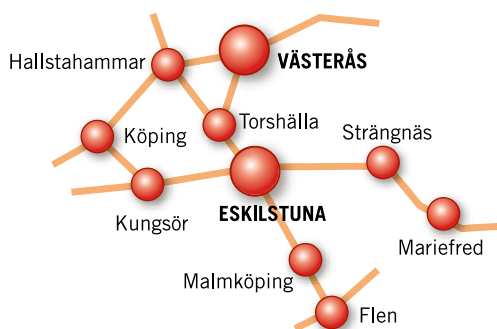 Hallstahammar
VÄSTERÅS
Köping
Torshälla
Strängnäs
Kungsör
ESKILSTUNA
Mariefred
Malmköping
Flen